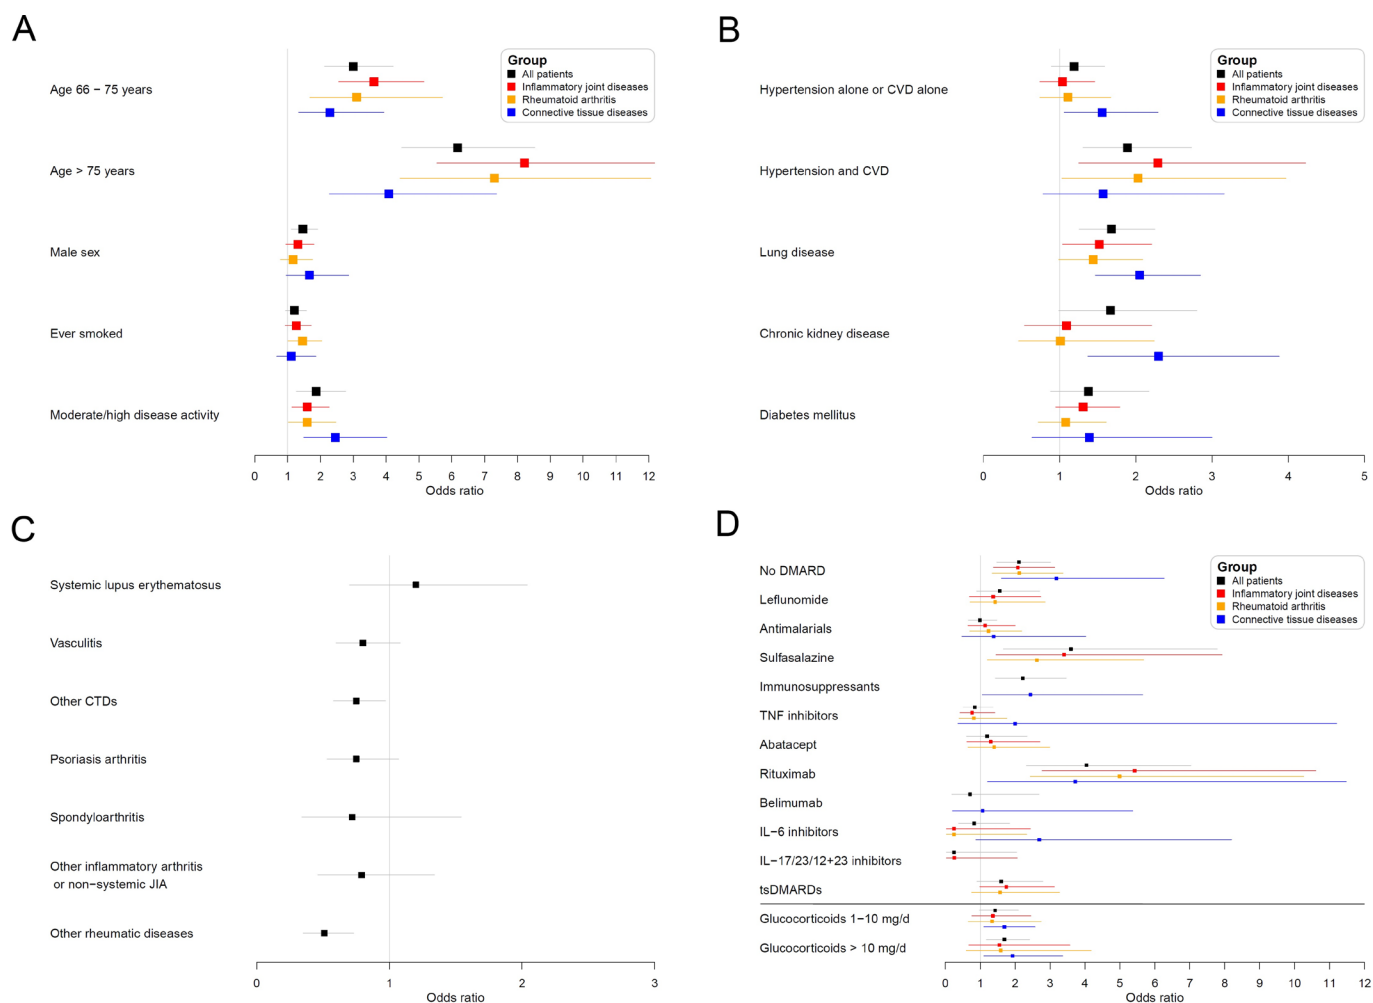 A
Group
All patients
Inflammatory joint diseases
Rheumatoid arthritis
Connective tissue diseases
Age 66 − 75 years
Age > 75 years
Male sex
Ever smoked
Moderate/high disease activity
0 1 2 3 4 5 6 7 8 9 10 11 12
Odds ratio
B
Group
All patients
Inflammatory joint diseases
Rheumatoid arthritis
Connective tissue diseases
Hypertension alone or CVD alone
Hypertension and CVD
Lung disease
Chronic kidney disease
Diabetes mellitus
0 1 2 3 4 5
Odds ratio
C
Systemic lupus erythematosus
Vasculitis
Other CTDs
Psoriasis arthritis
Spondyloarthritis
Other inflammatory arthritis
or non−systemic JIA
Other rheumatic diseases
0 1 2 3
Odds ratio
D
Group
All patients
Inflammatory joint diseases
Rheumatoid arthritis
Connective tissue diseases
No DMARD
Leflunomide
Antimalarials
Sulfasalazine
Immunosuppressants
TNF inhibitors
Abatacept
Rituximab
Belimumab
IL−6 inhibitors
IL−17/23/12+23 inhibitors
tsDMARDs
Glucocorticoids 1−10 mg/d
Glucocorticoids > 10 mg/d
0 1 2 3 4 5 6 7 8 9 10 11 12
Odds ratio